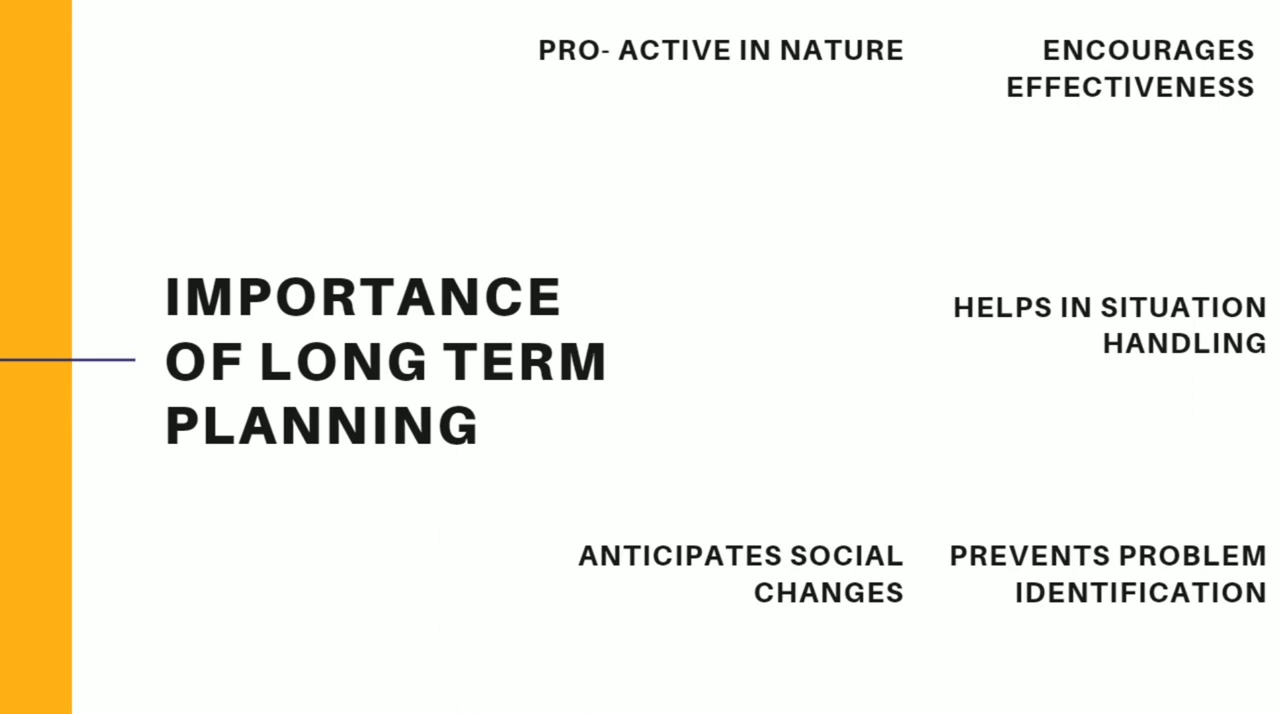 PRO- ACTIVE IN NATURE
ENCOURAGES
EFFECTIVENESS
IMPORTANCE
OF LONG TERM
PLANNING
HELPS IN SITUATION
HANDLING
ANTICIPATES SOCIAL
CHANGES
PREVENTS PROBLEM
IDENTIFICATION